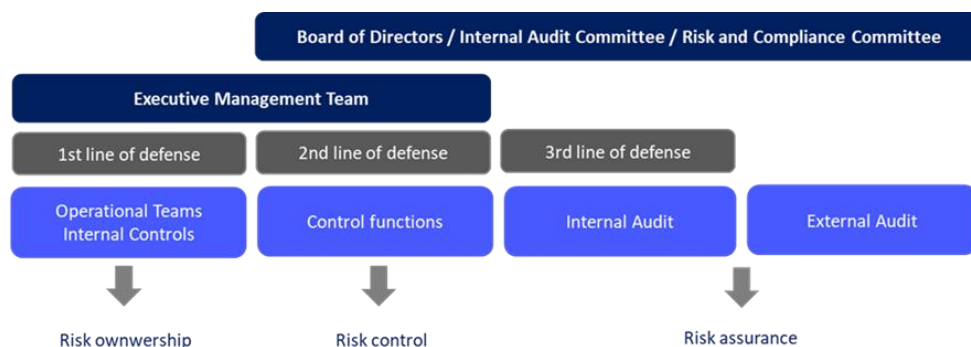 Board of Directors / Internal Audit Committee / Risk and Compliance Committee
Executive Management Team
1st line of defense
2nd line of defense
3rd line of defense
Operational Teams
Internal Controls
Control functions
Internal Audit
External Audit
Risk ownwership
Risk control
Risk assurance